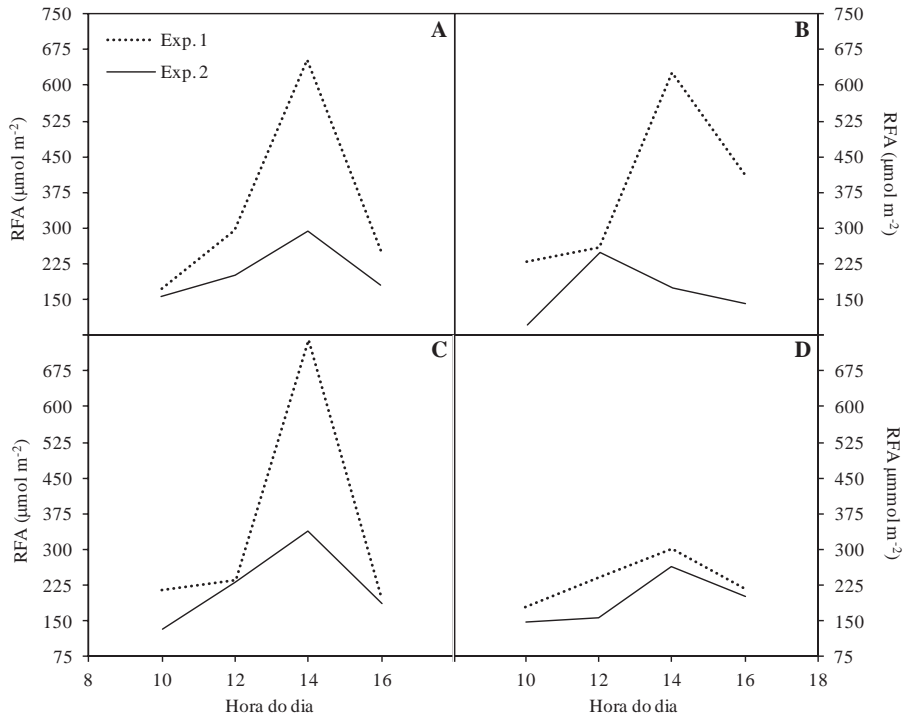 750
675
600
525
450
375
300
225
150
RFA (µmol m-2)
Exp. 1
Exp. 2
A
B
750
675
600
525
450
375
300
225
150
RFA (µmol m-2)
C
675
600
525
450
375
300
225
150
75
RFA (µmol m-2)
D
675
600
525
450
375
300
225
150
75
RFA µmmol m-2)
8 10 12 14 16
10 12 14 16 18
Hora do dia
Hora do dia